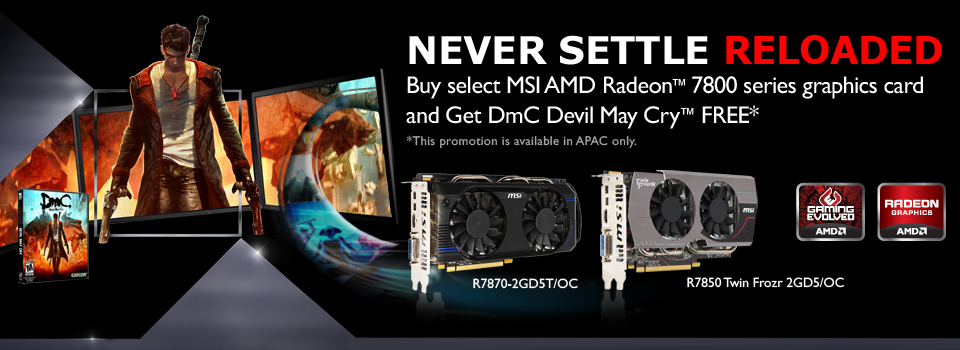 NEVER SETTLE RELOADED
Buy select MSI AMD Radeon™ 7800 series graphics card
and Get DmC Devil May Cry™ FREE*
*This promotion is available in APAC only.
DmC
CAPCOM
msi
msi
R7870-2GD5T/OC
R7850 Twin Frozr 2GD5/OC
GAMING
EVOLVED
AMD
RADEON
GRAPHICS
AMD